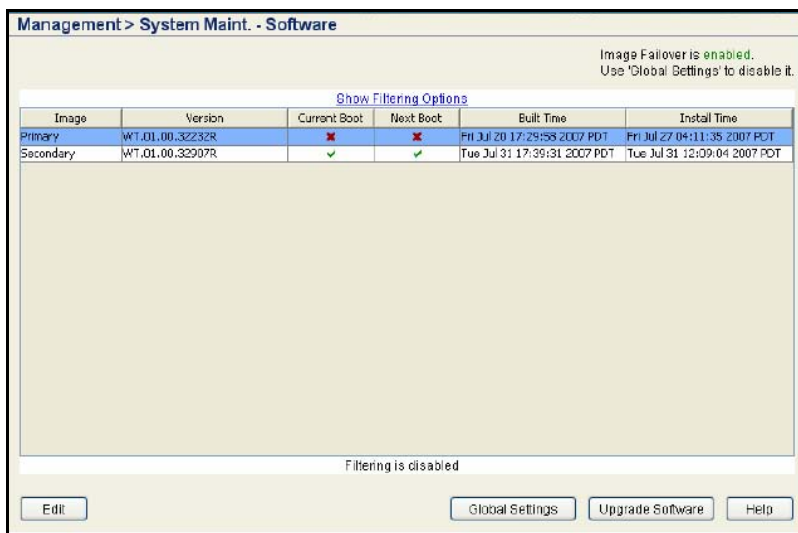 Management > System Maint. - Software
Image Failover is enabled.
Use 'Global Settings' to disable it.
Show Filtering Options
Image Version Current Boot Next Boot Built Time Install Time
Primary WT.01.00.32232R ✖ ✖ Fri Jul 20 17:29:58 2007 PDT Fri Jul 27 04:11:35 2007 PDT
Secondary WT.01.00.32907R ✔ ✔ Tue Jul 31 17:39:31 2007 PDT Tue Jul 31 12:09:04 2007 PDT
Filtering is disabled
Edit Global Settings Upgrade Software Help